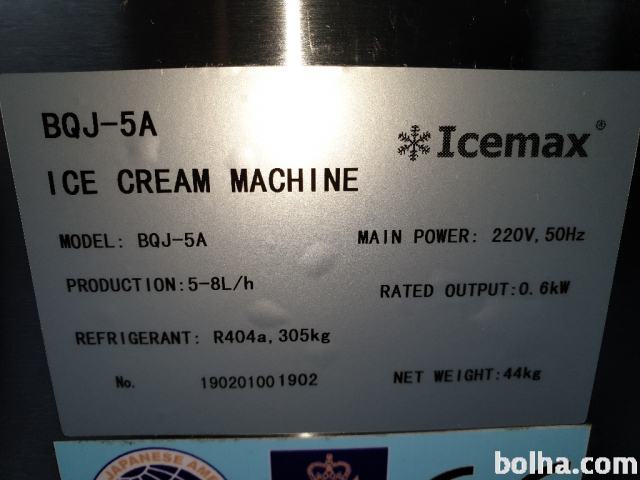 BQJ-5A
Icemax®
ICE CREAM MACHINE
MODEL: BQJ-5A
MAIN POWER: 220V, 50Hz
PRODUCTION:5-8L/h
RATED OUTPUT:0.6kW
REFRIGERANT: R404a, 305kg
No. 190201001902
NET WEIGHT:44kg
JAPANESE AME
bolha.com